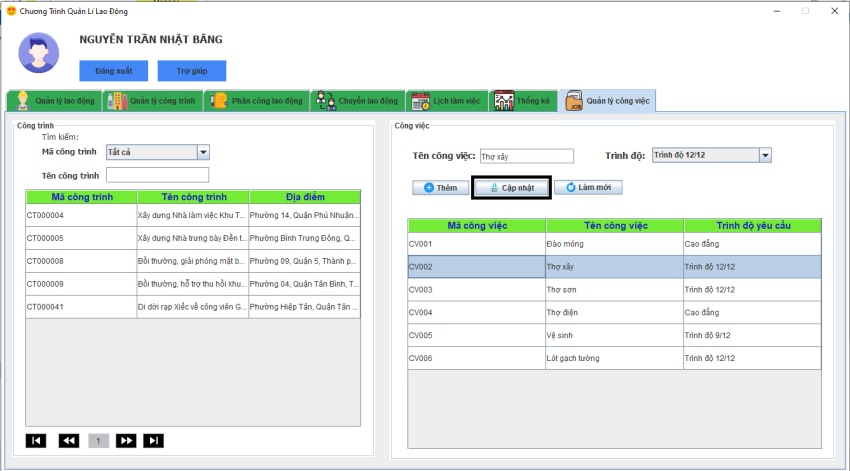 Chương Trình Quản Lí Lao Động
NGUYỄN TRẦN NHẬT BĂNG
Đăng xuất
Trợ giúp
Quản lý lao động
Quản lý công trình
Phân công lao động
Chuyển lao động
Lịch làm việc
Thống kê
Quản lý công việc
Công trình
Tìm kiếm:
Mã công trình
Tất cả
Tên công trình
Mã công trình Tên công trình Địa điểm
CT000004 Xây dựng Nhà làm việc Khu T... Phường 14, Quận Phú Nhuận...
CT000005 Xây dựng Nhà trưng bày Đền t... Phường Bình Trưng Đông, Q...
CT000008 Bồi thường, giải phóng mặt b... Phường 09, Quận 5, Thành p...
CT000009 Bồi thường, hỗ trợ thu hồi khu... Phường 04, Quận Tân Bình, T...
CT000041 Di dời rạp Xiếc về công viên G... Phường Hiệp Tân, Quận Tân ...
1
Công việc
Tên công việc: Thợ xây
Trình độ: Trình độ 12/12
Thêm
Cập nhật
Làm mới
Mã công việc Tên công việc Trình độ yêu cầu
CV001 Đào móng Cao đẳng
CV002 Thợ xây Trình độ 12/12
CV003 Thợ sơn Trình độ 12/12
CV004 Thợ điện Cao đẳng
CV005 Vệ sinh Trình độ 9/12
CV006 Lót gạch tường Trình độ 12/12
JOB